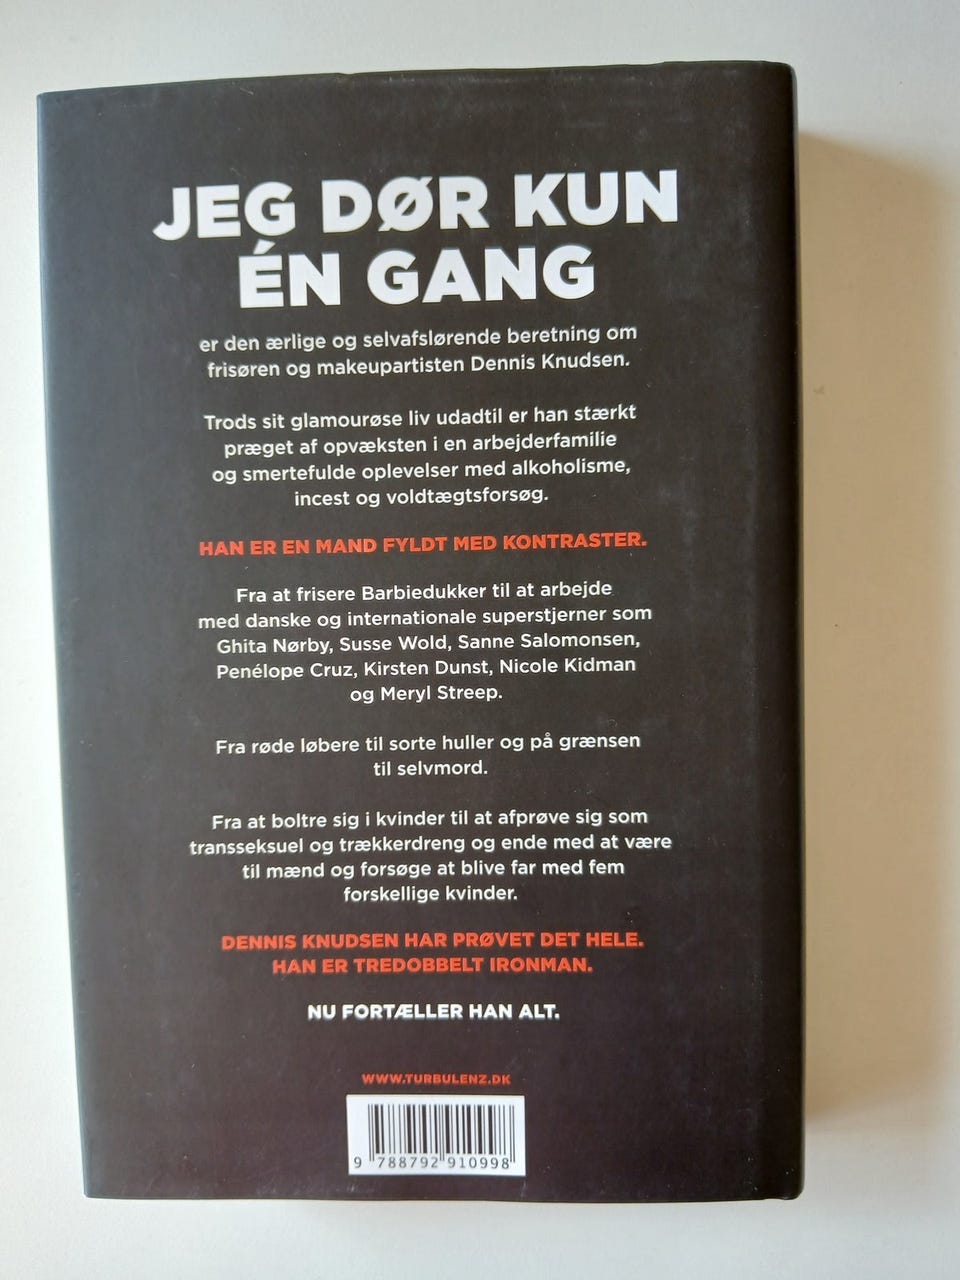 JEG DØR KUN
ÉN GANG
er den ærlige og selvafslørende beretning om
frisøren og makeupartisten Dennis Knudsen.
Trods sit glamourøse liv udadtil er han stærkt
præget af opvæksten i en arbejderfamilie
og smertefulde oplevelser med alkoholisme,
incest og voldtægtsforsøg.
HAN ER EN MAND FYLDT MED KONTRASTER.
Fra at frisere Barbiedukker til at arbejde
med danske og internationale superstjerner som
Ghita Nørby, Susse Wold, Sanne Salomonsen,
Penélope Cruz, Kirsten Dunst, Nicole Kidman
og Meryl Streep.
Fra røde løbere til sorte huller og på grænsen
til selvmord.
Fra at boltre sig i kvinder til at afprøve sig som
transseksuel og trækkerdreng og ende med at være
til mænd og forsøge at blive far med fem
forskellige kvinder.
DENNIS KNUDSEN HAR PRØVET DET HELE.
HAN ER TREDOBBELT IRONMAN.
NU FORTÆLLER HAN ALT.
WWW.TURBULENZ.DK
9 788792 910998